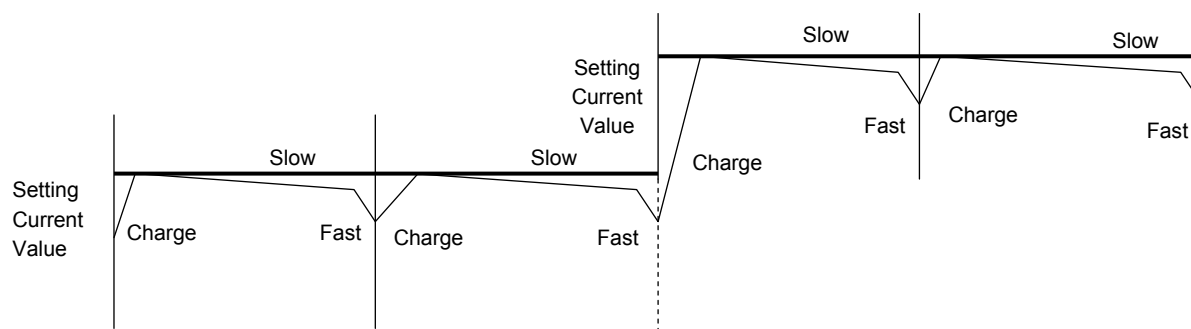 Slow
Slow
Setting
Current
Value
Fast
Charge
Fast
Slow
Slow
Charge
Setting
Current
Value
Charge
Fast
Charge
Fast